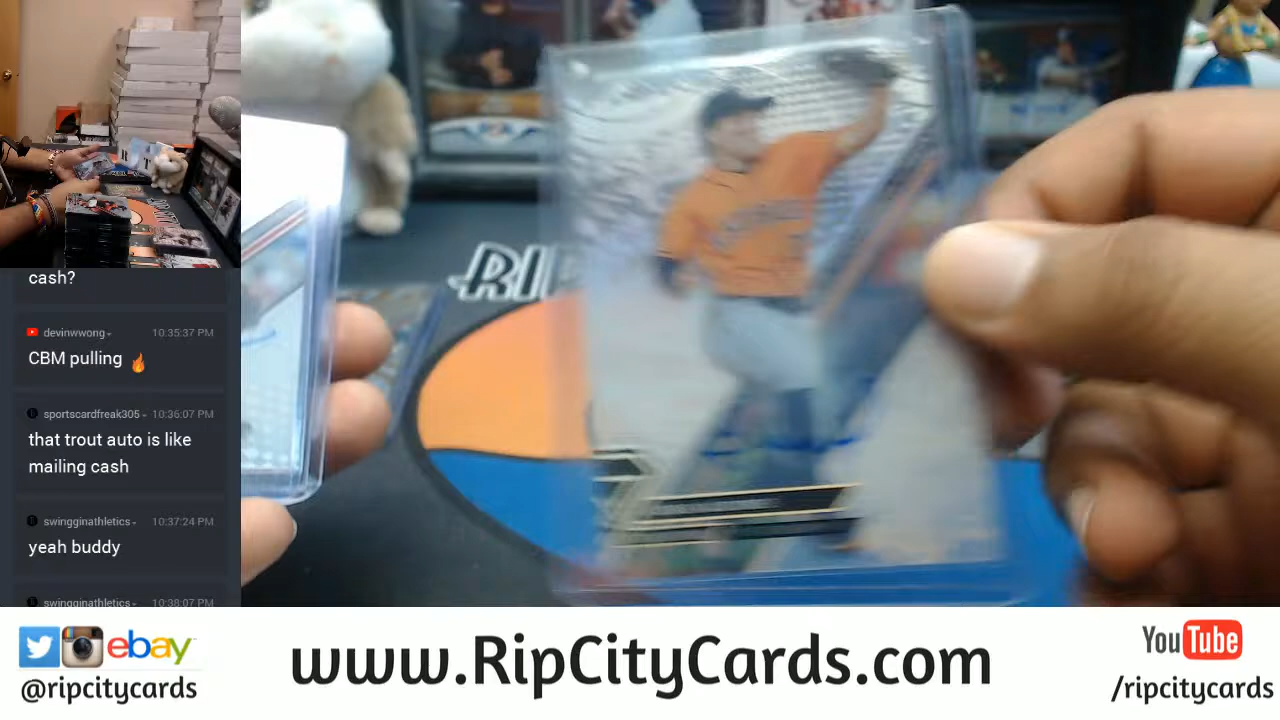 cash?
devinwwong 10:35:37 PM
CBM pulling 🔥
sportscardfreak305 10:36:07 PM
that trout auto is like
mailing cash
swingginathletics 10:37:24 PM
yeah buddy
swingginathletics 10:38:07 PM
RIP
ebay
@ripcitycards
www.RipCityCards.com
YouTube
/ripcitycards